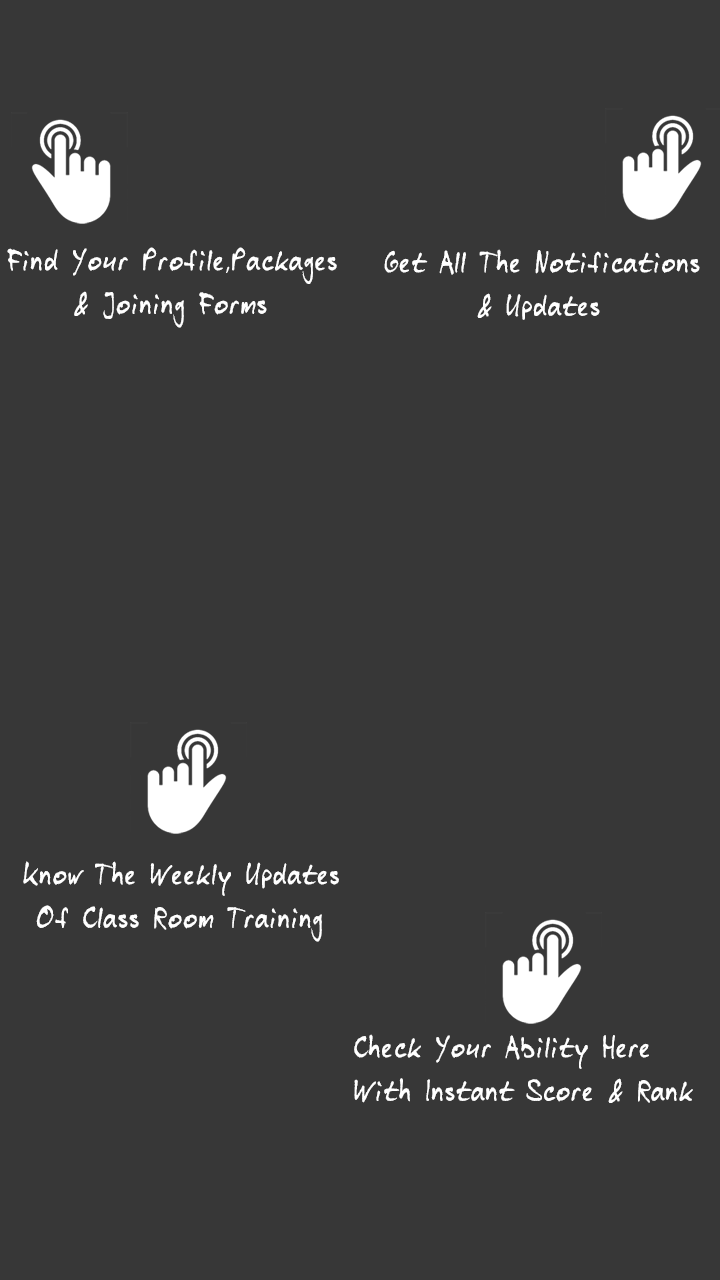 Find Your Profile,Packages
& Joining Forms
Get All The Notifications
& Updates
Know The Weekly Updates
Of Class Room Training
Check Your Ability Here
With Instant Score & Rank